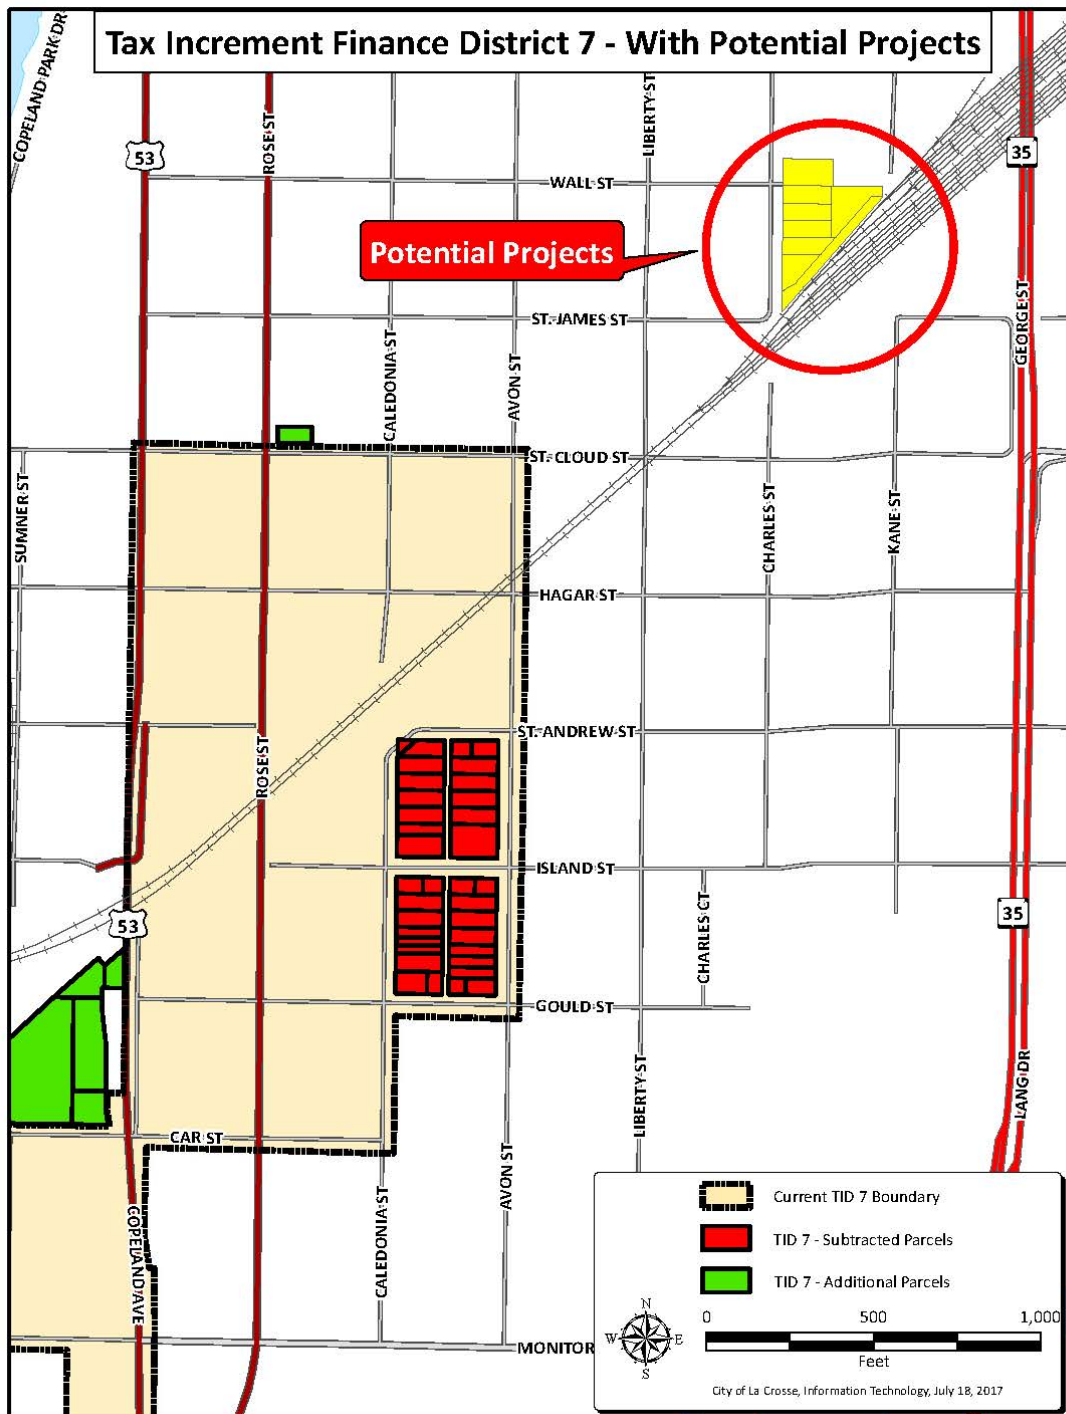 Tax Increment Finance District 7 - With Potential Projects
COPELAND PARK DR
53
ROSE ST
LIBERTY ST
35
WALL ST
Potential Projects
ST. JAMES ST
GEORGE ST
CALEDONIA ST
AVON ST
ST. CLOUD ST
SUMNER ST
CHARLES ST
KANE ST
HAGAR ST
ST. ANDREW ST
ROSE ST
ISLAND ST
53
35
CHARLES CT
GOULD ST
LIBERTY ST
LANG DR
CAR ST
AVON ST
CALEDONIA ST
COPELAND AVE
MONITOR
Current TID 7 Boundary
TID 7 - Subtracted Parcels
TID 7 - Additional Parcels
N
W E
S
0 500 1,000
Feet
City of La Crosse, Information Technology, July 18, 2017